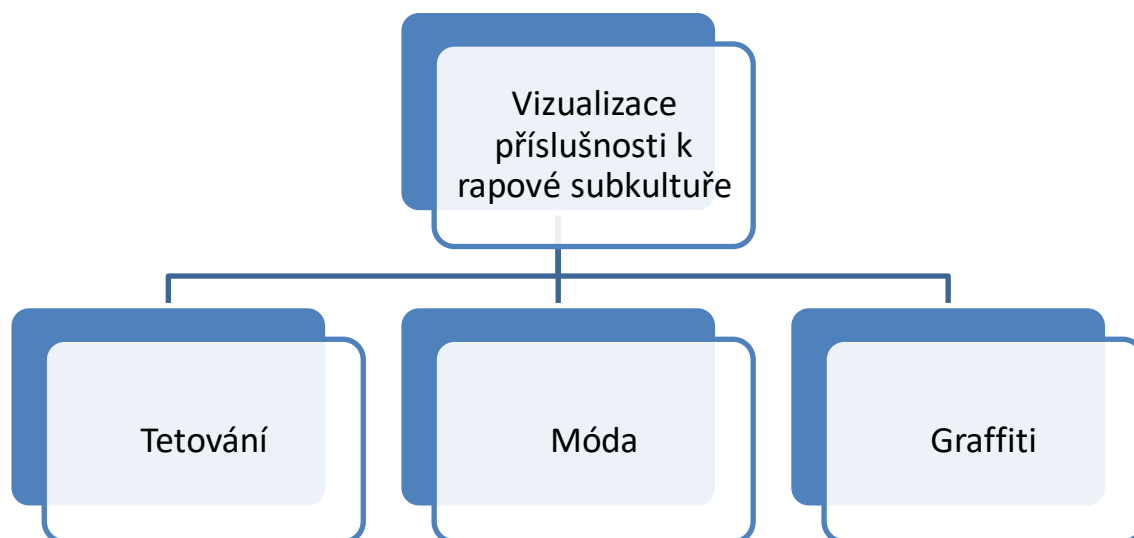 Vizualizace
příslušnosti k
rapové subkultuře
Tetování
Móda
Graffiti